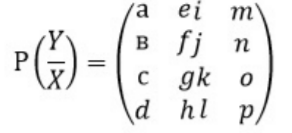 a ei m
P(Y/X) = в fj n
c gk o
d hl p